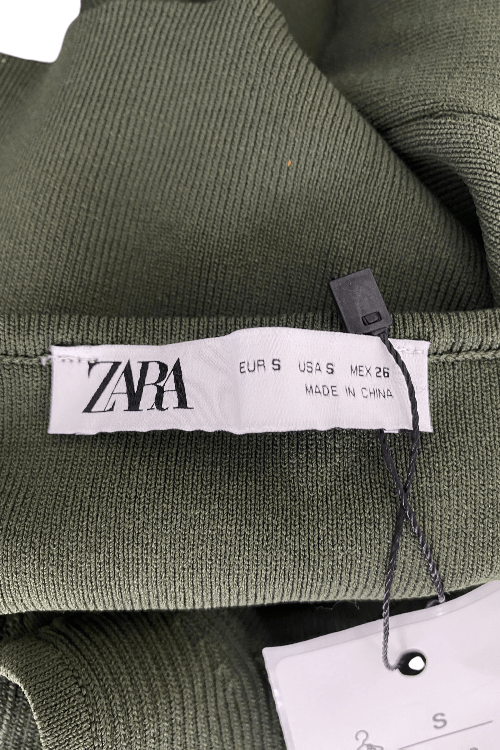 ZARA
EUR S USA S MEX 26
MADE IN CHINA
S